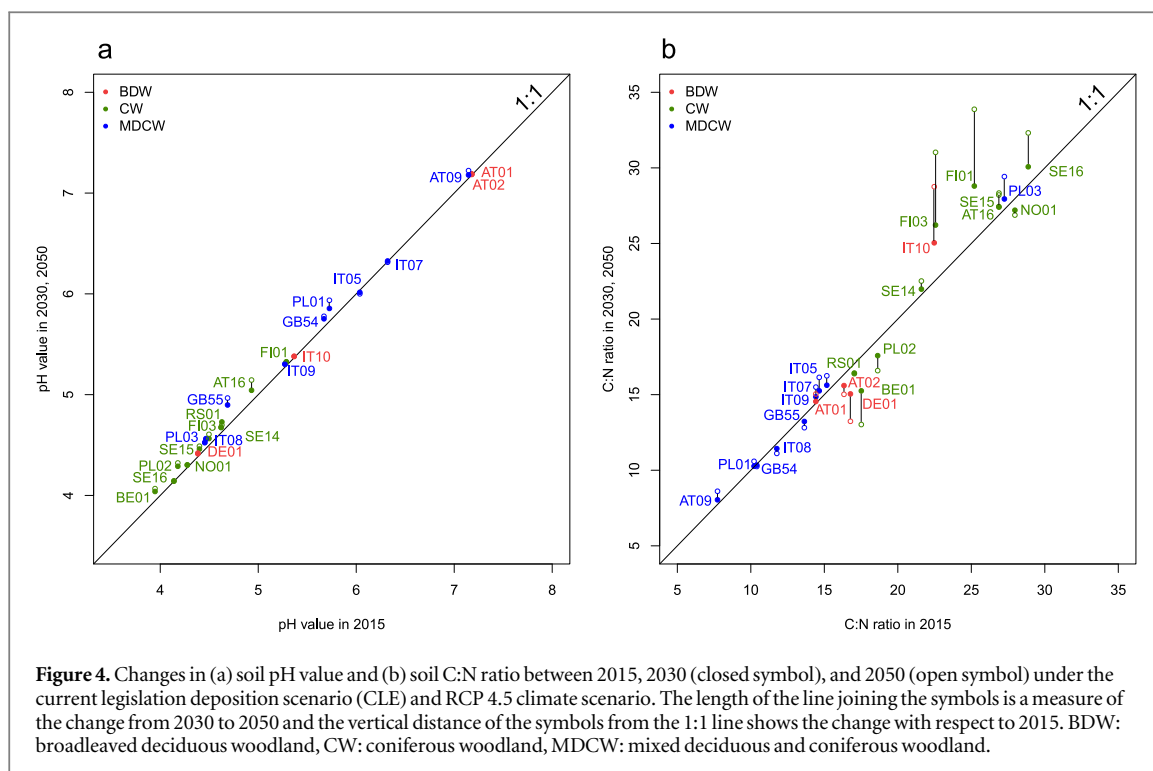 a
BDW
CW
MDCW
1:1
AT09
AT01
AT02
IT07
IT05
PL01
GB54
FI01
IT10
IT09
AT16
GB55
RS01
FI03
SE14
PL03
IT08
SE15
DE01
PL02
NO01
SE16
BE01
pH value in 2030, 2050
4
5
6
7
8
4
5
6
7
8
pH value in 2015
b
BDW
CW
MDCW
1:1
SE16
FI01
PL03
SE15
AT16
NO01
FI03
IT10
SE14
PL02
RS01
IT05
IT07
AT02
BE01
IT09
AT01
DE01
GB55
IT08
PL01
GB54
AT09
C:N ratio in 2030, 2050
5
10
15
20
25
30
35
5
10
15
20
25
30
35
C:N ratio in 2015
Figure 4. Changes in (a) soil pH value and (b) soil C:N ratio between 2015, 2030 (closed symbol), and 2050 (open symbol) under the
current legislation deposition scenario (CLE) and RCP 4.5 climate scenario. The length of the line joining the symbols is a measure of
the change from 2030 to 2050 and the vertical distance of the symbols from the 1:1 line shows the change with respect to 2015. BDW:
broadleaved deciduous woodland, CW: coniferous woodland, MDCW: mixed deciduous and coniferous woodland.